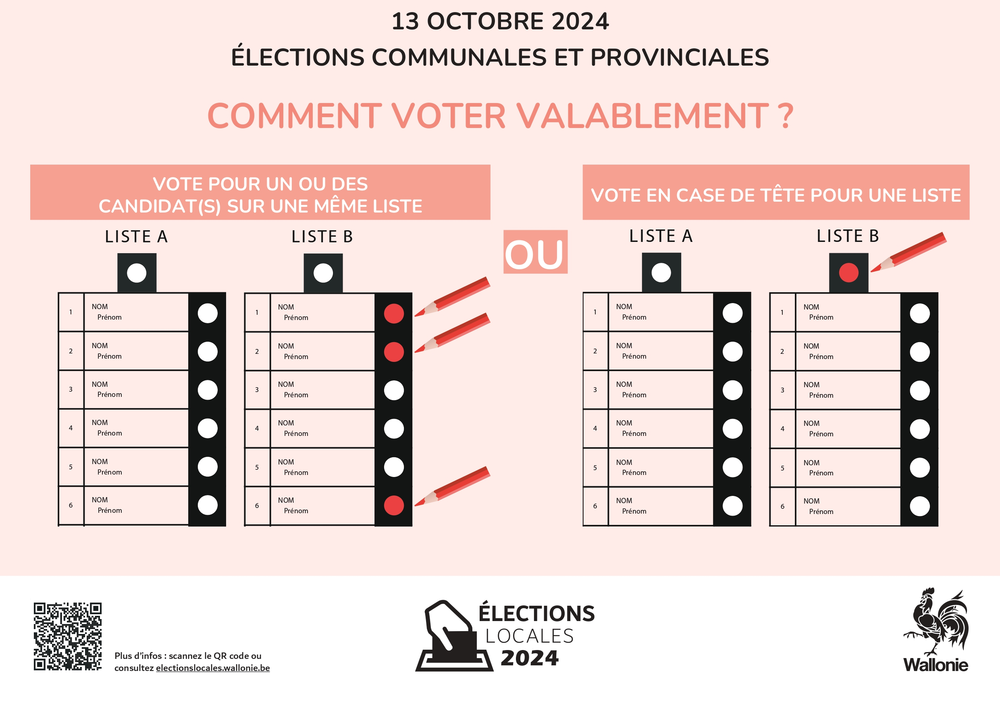 13 OCTOBRE 2024
ÉLECTIONS COMMUNALES ET PROVINCIALES
COMMENT VOTER VALABLEMENT ?
VOTE POUR UN OU DES
CANDIDAT(S) SUR UNE MÊME LISTE
LISTE A
1
NOM
Prénom
2
NOM
Prénom
3
NOM
Prénom
4
NOM
Prénom
5
NOM
Prénom
6
NOM
Prénom
LISTE B
1
NOM
Prénom
2
NOM
Prénom
3
NOM
Prénom
4
NOM
Prénom
5
NOM
Prénom
6
NOM
Prénom
OU
VOTE EN CASE DE TÊTE POUR UNE LISTE
LISTE A
1
NOM
Prénom
2
NOM
Prénom
3
NOM
Prénom
4
NOM
Prénom
5
NOM
Prénom
6
NOM
Prénom
LISTE B
1
NOM
Prénom
2
NOM
Prénom
3
NOM
Prénom
4
NOM
Prénom
5
NOM
Prénom
6
NOM
Prénom
Plus d’infos : scannez le QR code ou
consultez electionslocales.wallonie.be
ÉLECTIONS
LOCALES
2024
Wallonie